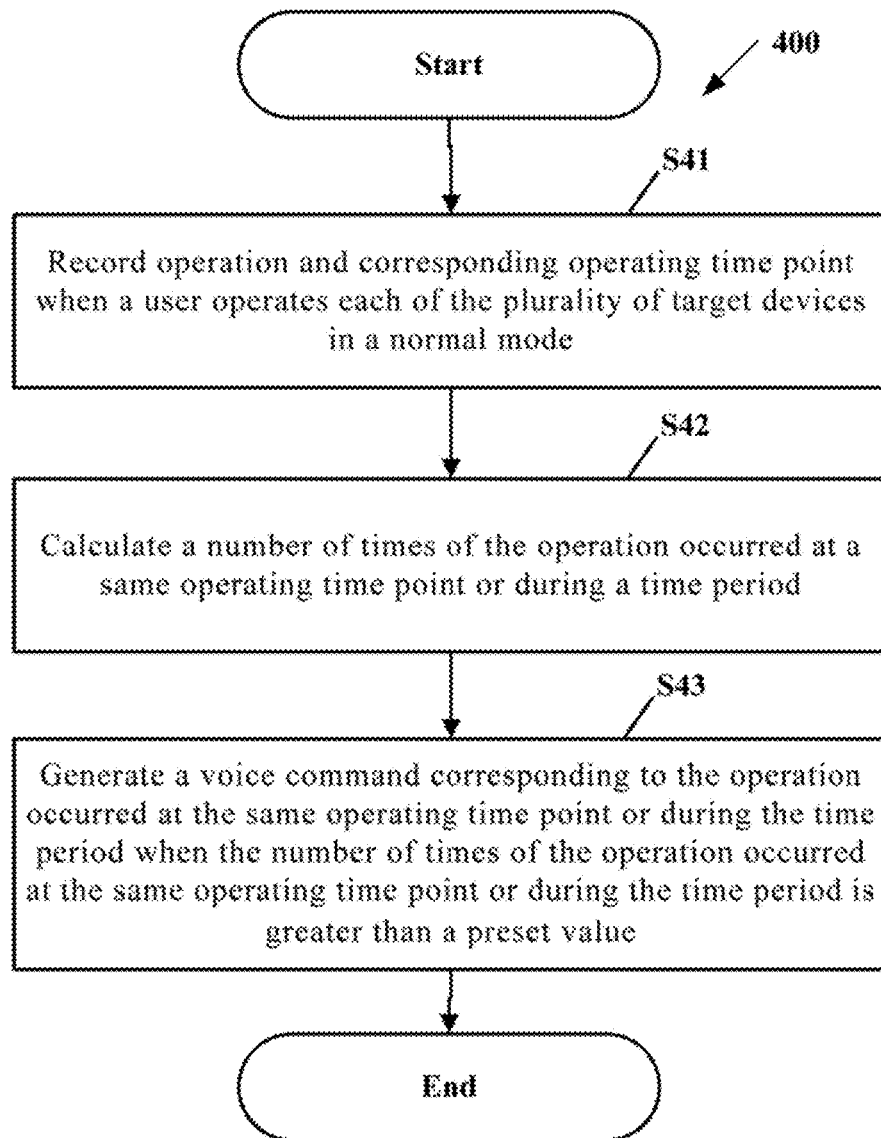 Start
400
S41
Record operation and corresponding operating time point
when a user operates each of the plurality of target devices
in a normal mode
S42
Calculate a number of times of the operation occurred at a
same operating time point or during a time period
S43
Generate a voice command corresponding to the operation
occurred at the same operating time point or during the time
period when the number of times of the operation occurred
at the same operating time point or during the time period is
greater than a preset value
End